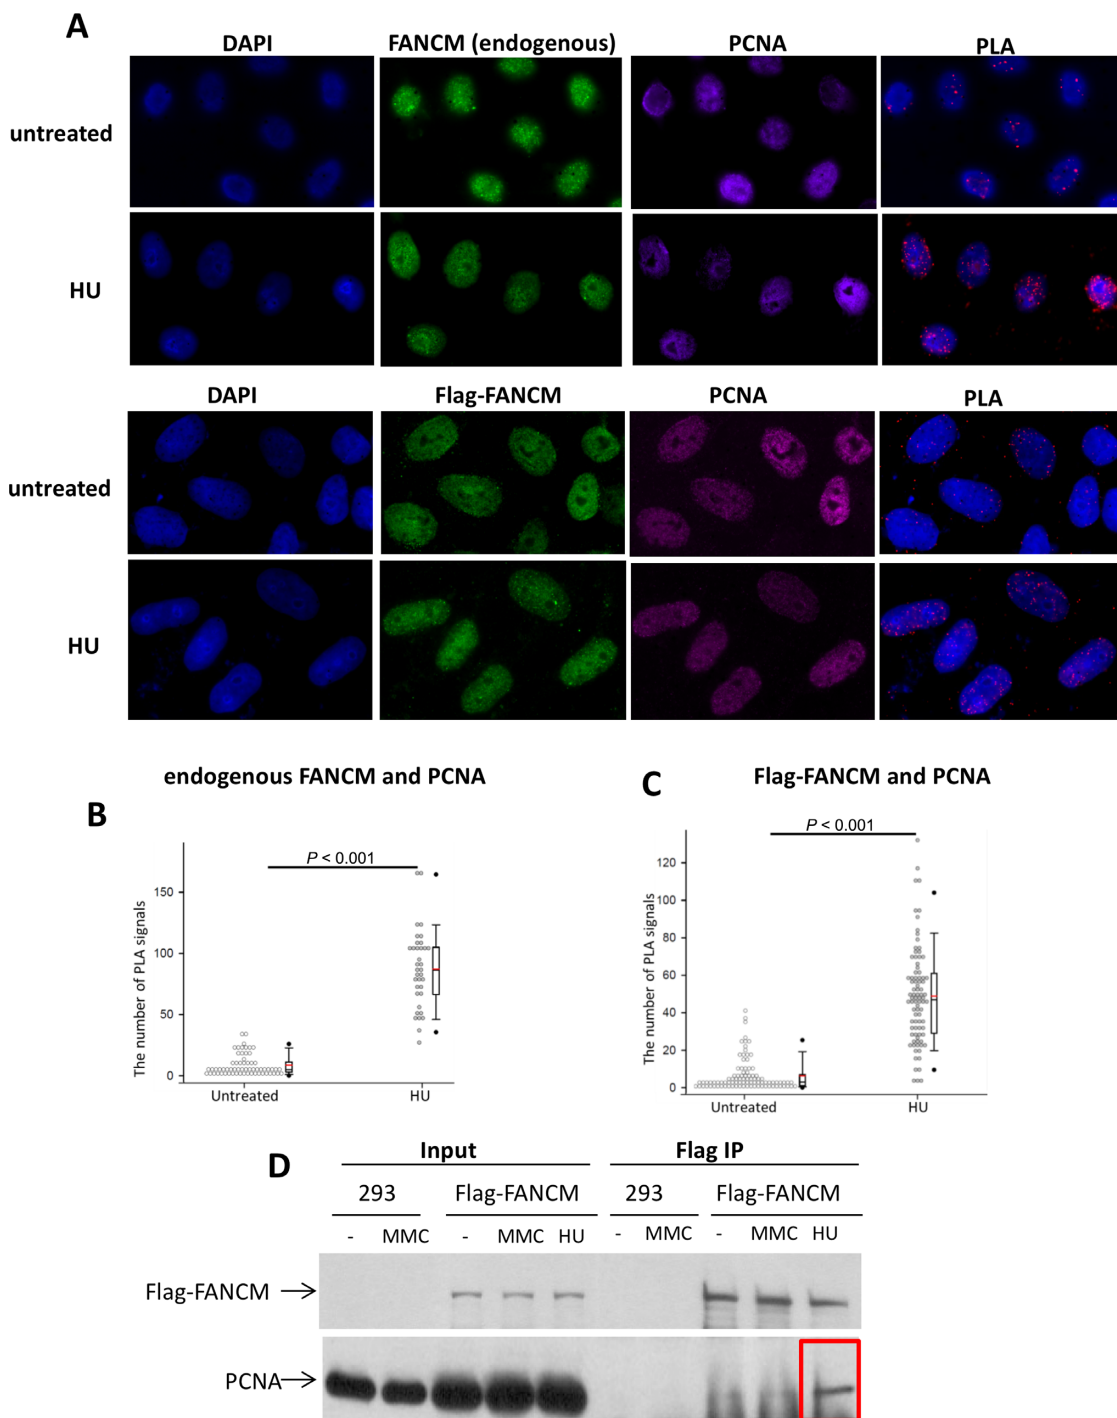 A
DAPI FANCM (endogenous) PCNA PLA
untreated
HU
DAPI Flag-FANCM PCNA PLA
untreated
HU
endogenous FANCM and PCNA
B
P < 0.001
The number of PLA signals
150
100
50
0
Untreated HU
C
Flag-FANCM and PCNA
P < 0.001
The number of PLA signals
120
100
80
60
40
20
0
Untreated HU
D
Input Flag IP
293 Flag-FANCM 293 Flag-FANCM
- MMC - MMC HU - MMC - MMC HU
Flag-FANCM
PCNA